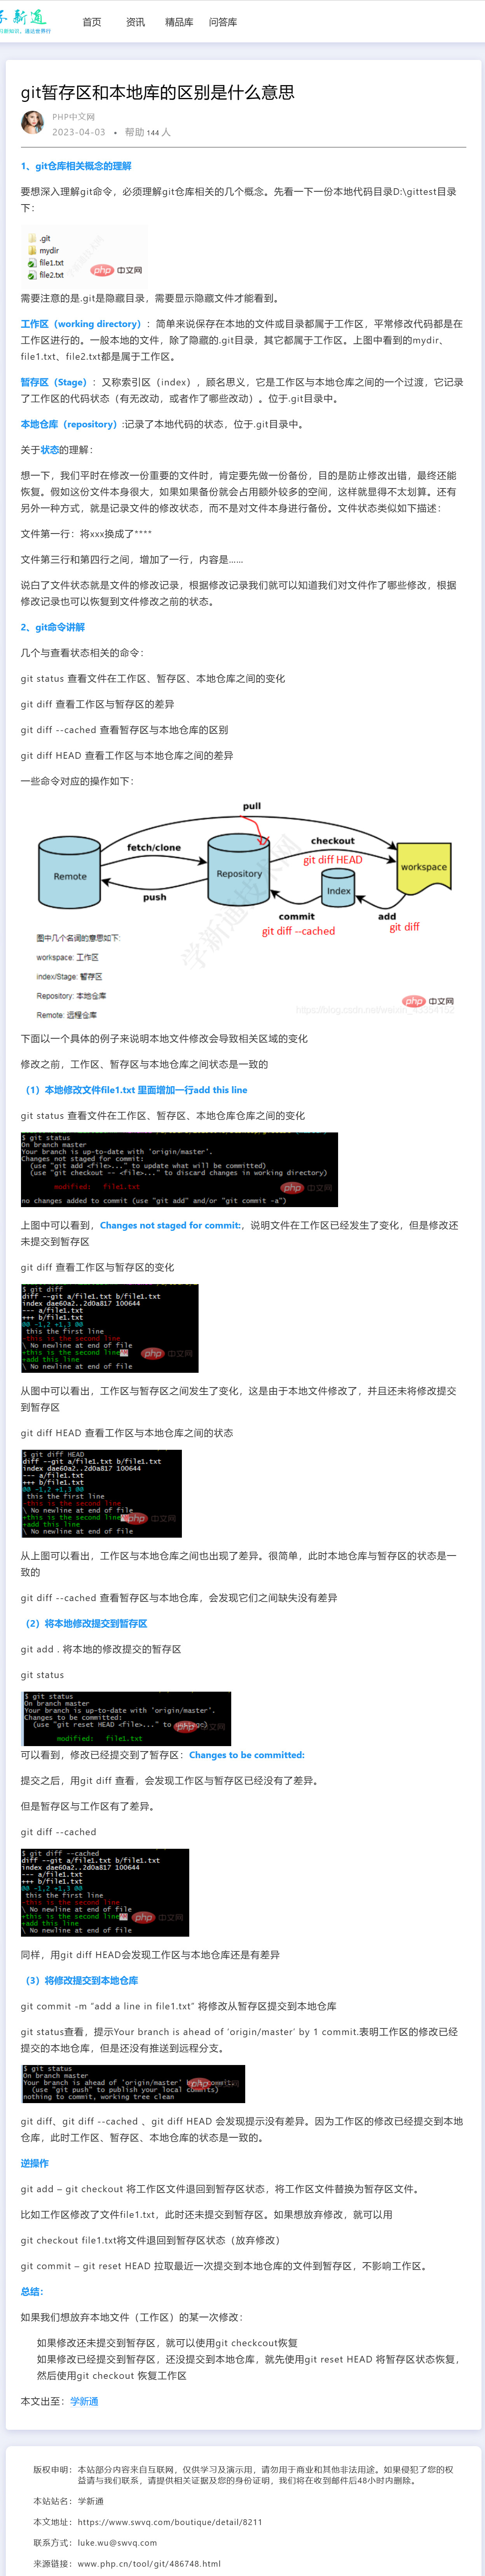 学新通
首页 资讯 精品库 问答库
git暂存区和本地库的区别是什么意思
PHP中文网
2023-04-03 • 帮助 144 人
1、git仓库相关概念的理解
要想深入理解git命令，必须理解git仓库相关的几个概念。先看一下一份本地代码目录D:\gittest目录
下：
.git
mydir
file1.txt
file2.txt
php 中文网
需要注意的是.git是隐藏目录，需要显示隐藏文件才能看到。
工作区（working directory）：简单来说保存在本地的文件或目录都属于工作区，平常修改代码都是在
工作区进行的。一般本地的文件，除了隐藏的.git目录，其它都属于工作区。上图中看到的mydir、
file1.txt、file2.txt都是属于工作区。
暂存区（Stage）：又称索引区（index），顾名思义，它是工作区与本地仓库之间的一个过渡，它记录
了工作区的代码状态（有无改动，或者作了哪些改动）。位于.git目录中。
本地仓库（repository）:记录了本地代码的状态，位于.git目录中。
关于状态的理解：
想一下，我们平时在修改一份重要的文件时，肯定要先做一份备份，目的是防止修改出错，最终还能
恢复。假如这份文件本身很大，如果如果备份就会占用额外较多的空间，这样就显得不太划算。还有
另外一种方式，就是记录文件的修改状态，而不是对文件本身进行备份。文件状态类似如下描述：
文件第一行：将xxx换成了****
文件第三行和第四行之间，增加了一行，内容是......
说白了文件状态就是文件的修改记录，根据修改记录我们就可以知道我们对文件作了哪些修改，根据
修改记录也可以恢复到文件修改之前的状态。
2、git命令讲解
几个与查看状态相关的命令：
git status 查看文件在工作区、暂存区、本地仓库之间的变化
git diff 查看工作区与暂存区的差异
git diff --cached 查看暂存区与本地仓库的区别
git diff HEAD 查看工作区与本地仓库之间的差异
一些命令对应的操作如下：
pull
fetch/clone
checkout
Remote
Repository
git diff HEAD
workspace
push
Index
commit
add
git diff --cached
git diff
图中几个名词的意思如下:
workspace: 工作区
index/Stage: 暂存区
Repository: 本地仓库
Remote: 远程仓库
php 中文网
下面以一个具体的例子来说明本地文件修改会导致相关区域的变化
修改之前，工作区、暂存区与本地仓库之间状态是一致的
（1）本地修改文件file1.txt 里面增加一行add this line
git status 查看文件在工作区、暂存区、本地仓库仓库之间的变化
$ git status
On branch master
Your branch is up-to-date with 'origin/master'.
Changes not staged for commit:
(use "git add <file>..." to update what will be committed)
(use "git checkout -- <file>..." to discard changes in working directory)
modified: file1.txt
no changes added to commit (use "git add" and/or "git commit -a")
php 中文网
上图中可以看到，Changes not staged for commit:，说明文件在工作区已经发生了变化，但是修改还
未提交到暂存区
git diff 查看工作区与暂存区的变化
$ git diff
diff --git a/file1.txt b/file1.txt
index dae60a2..2d0a817 100644
--- a/file1.txt
+++ b/file1.txt
@@ -1,2 +1,3 @@
this the first line
-this is the second line
\ No newline at end of file
+this is the second line
+add this line
\ No newline at end of file
php 中文网
从图中可以看出，工作区与暂存区之间发生了变化，这是由于本地文件修改了，并且还未将修改提交
到暂存区
git diff HEAD 查看工作区与本地仓库之间的状态
$ git diff HEAD
diff --git a/file1.txt b/file1.txt
index dae60a2..2d0a817 100644
--- a/file1.txt
+++ b/file1.txt
@@ -1,2 +1,3 @@
this the first line
-this is the second line
\ No newline at end of file
+this is the second line
+add this line
\ No newline at end of file
php 中文网
从上图可以看出，工作区与本地仓库之间也出现了差异。很简单，此时本地仓库与暂存区的状态是一
致的
git diff --cached 查看暂存区与本地仓库，会发现它们之间缺失没有差异
（2）将本地修改提交到暂存区
git add . 将本地的修改提交的暂存区
git status
$ git status
On branch master
Your branch is up-to-date with 'origin/master'.
Changes to be committed:
(use "git reset HEAD <file>..." to unstage)
modified: file1.txt
php 中文网
可以看到，修改已经提交到了暂存区：Changes to be committed:
提交之后，用git diff 查看，会发现工作区与暂存区已经没有了差异。
但是暂存区与工作区有了差异。
git diff --cached
$ git diff --cached
diff --git a/file1.txt b/file1.txt
index dae60a2..2d0a817 100644
--- a/file1.txt
+++ b/file1.txt
@@ -1,2 +1,3 @@
this the first line
-this is the second line
\ No newline at end of file
+this is the second line
+add this line
\ No newline at end of file
php 中文网
同样，用git diff HEAD会发现工作区与本地仓库还是有差异
（3）将修改提交到本地仓库
git commit -m “add a line in file1.txt” 将修改从暂存区提交到本地仓库
git status查看，提示Your branch is ahead of ‘origin/master’ by 1 commit.表明工作区的修改已经
提交的本地仓库，但是还没有推送到远程分支。
$ git status
On branch master
Your branch is ahead of 'origin/master' by 1 commit.
(use "git push" to publish your local commits)
nothing to commit, working tree clean
git diff、git diff --cached 、git diff HEAD 会发现提示没有差异。因为工作区的修改已经提交到本地
仓库，此时工作区、暂存区、本地仓库的状态是一致的。
逆操作
git add – git checkout 将工作区文件退回到暂存区状态，将工作区文件替换为暂存区文件。
比如工作区修改了文件file1.txt，此时还未提交到暂存区。如果想放弃修改，就可以用
git checkout file1.txt将文件退回到暂存区状态（放弃修改）
git commit – git reset HEAD 拉取最近一次提交到本地仓库的文件到暂存区，不影响工作区。
总结：
如果我们想放弃本地文件（工作区）的某一次修改：
如果修改还未提交到暂存区，就可以使用git checkcout恢复
如果修改已经提交到暂存区，还没提交到本地仓库，就先使用git reset HEAD 将暂存区状态恢复，
然后使用git checkout 恢复工作区
本文出至：学新通
版权申明： 本站部分内容来自互联网，仅供学习及演示用，请勿用于商业和其他非法用途。如果侵犯了您的权
益请与我们联系，请提供相关证据及您的身份证明，我们将在收到邮件后48小时内删除。
本站站名： 学新通
本文地址： https://www.swvq.com/boutique/detail/8211
联系方式： luke.wu@swvq.com
来源链接： www.php.cn/tool/git/486748.html